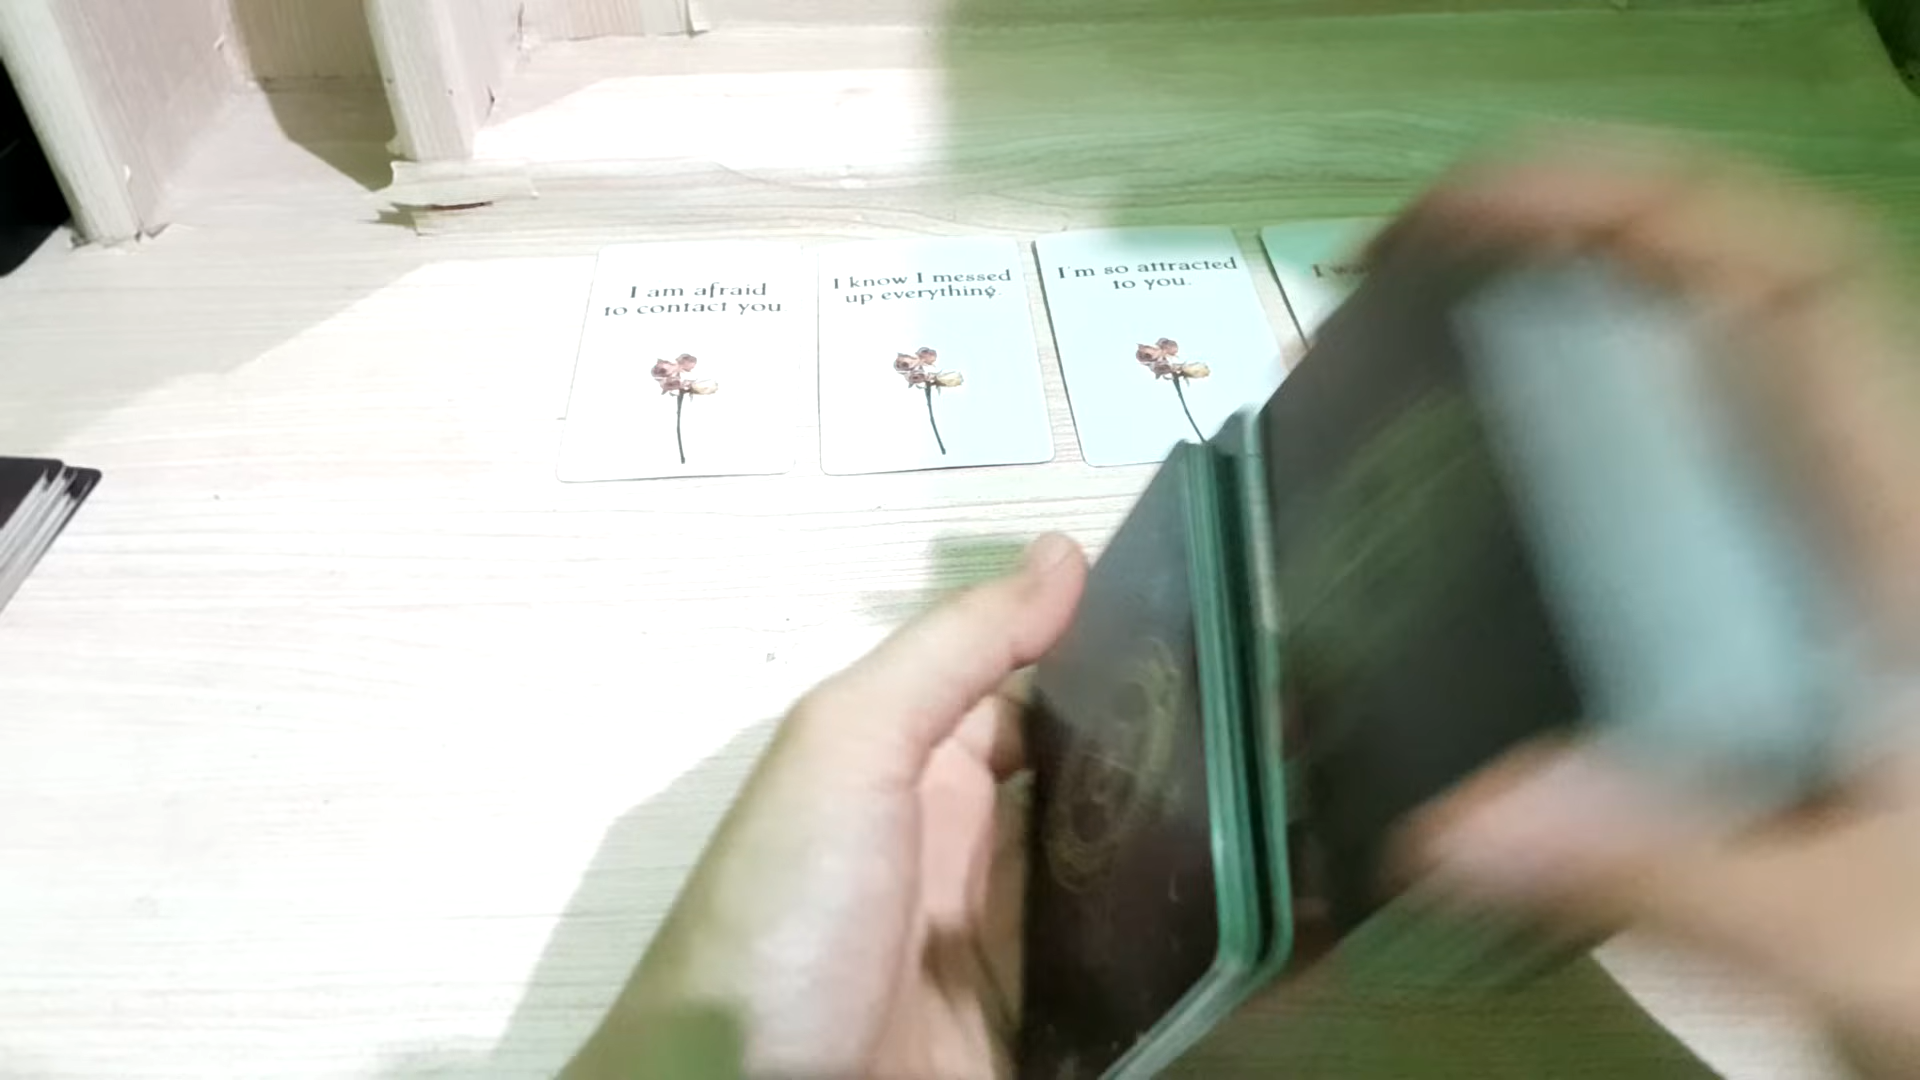 I am afraid
to contact you
I know I messed
up everything.
I'm so attracted
to you.
I